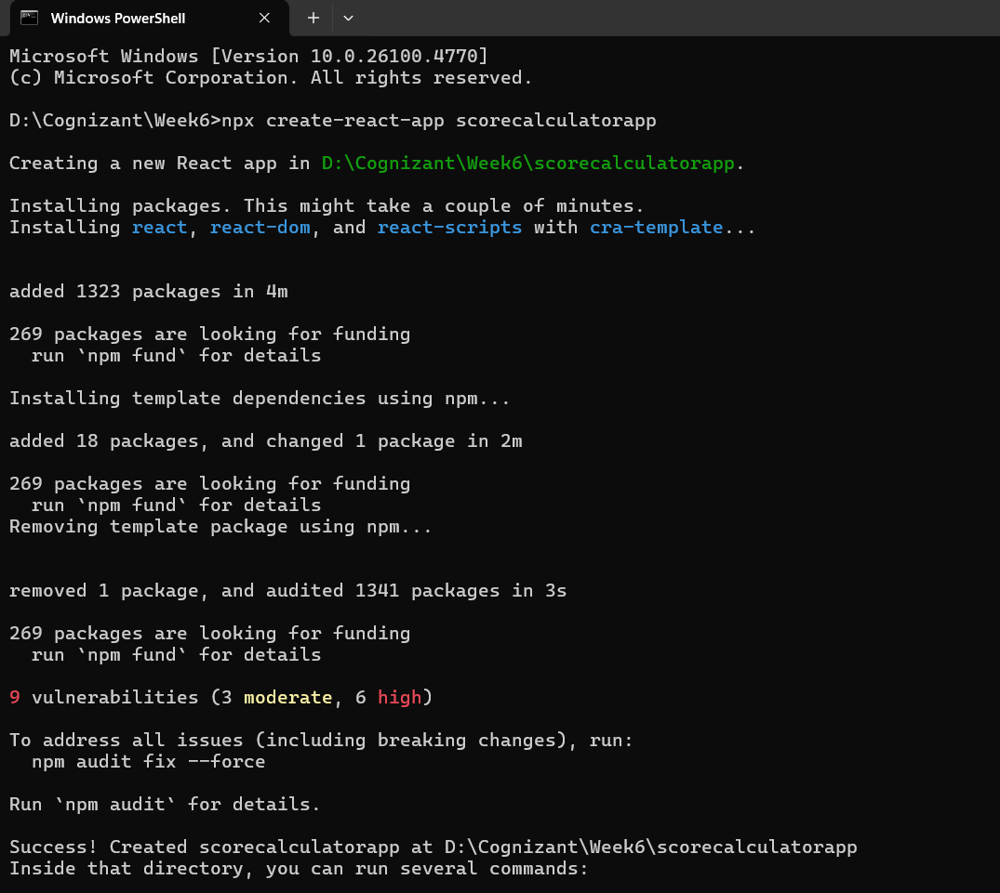 Windows PowerShell
Microsoft Windows [Version 10.0.26100.4770]
(c) Microsoft Corporation. All rights reserved.
D:\Cognizant\Week6>npx create-react-app scorecalculatorapp
Creating a new React app in D:\Cognizant\Week6\scorecalculatorapp.
Installing packages. This might take a couple of minutes.
Installing react, react-dom, and react-scripts with cra-template...
added 1323 packages in 4m
269 packages are looking for funding
  run `npm fund` for details
Installing template dependencies using npm...
added 18 packages, and changed 1 package in 2m
269 packages are looking for funding
  run `npm fund` for details
Removing template package using npm...
removed 1 package, and audited 1341 packages in 3s
269 packages are looking for funding
  run `npm fund` for details
9 vulnerabilities (3 moderate, 6 high)
To address all issues (including breaking changes), run:
  npm audit fix --force
Run `npm audit` for details.
Success! Created scorecalculatorapp at D:\Cognizant\Week6\scorecalculatorapp
Inside that directory, you can run several commands: